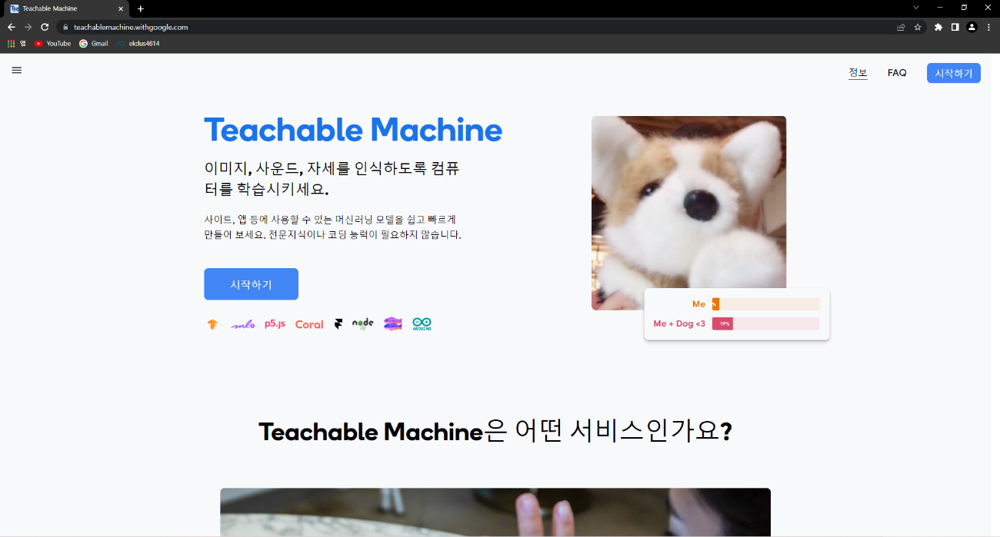 TM Teachable Machine
teachablemachine.withgoogle.com
앱 YouTube Gmail ekdus4614
정보 FAQ 시작하기
Teachable Machine
이미지, 사운드, 자세를 인식하도록 컴퓨
터를 학습시키세요.
사이트, 앱 등에 사용할 수 있는 머신러닝 모델을 쉽고 빠르게
만들어 보세요. 전문지식이나 코딩 능력이 필요하지 않습니다.
시작하기
ml5 p5.js Coral node ARDUINO
Me %
Me + Dog <3 19%
Teachable Machine은 어떤 서비스인가요?